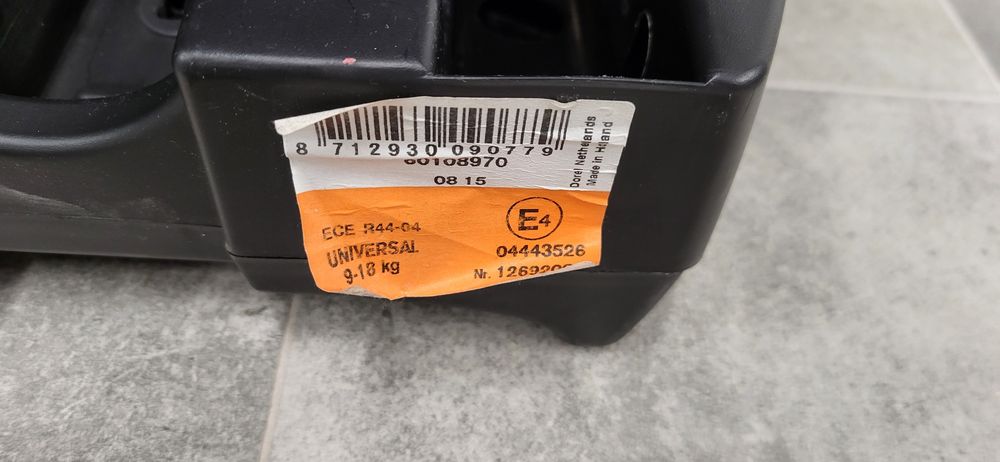 8 712930 090779
60108970
08 15
Dorel Netherlands
Made in Holland
ECE R44-04
UNIVERSAL
9-18 kg
E4
04443526
Nr.